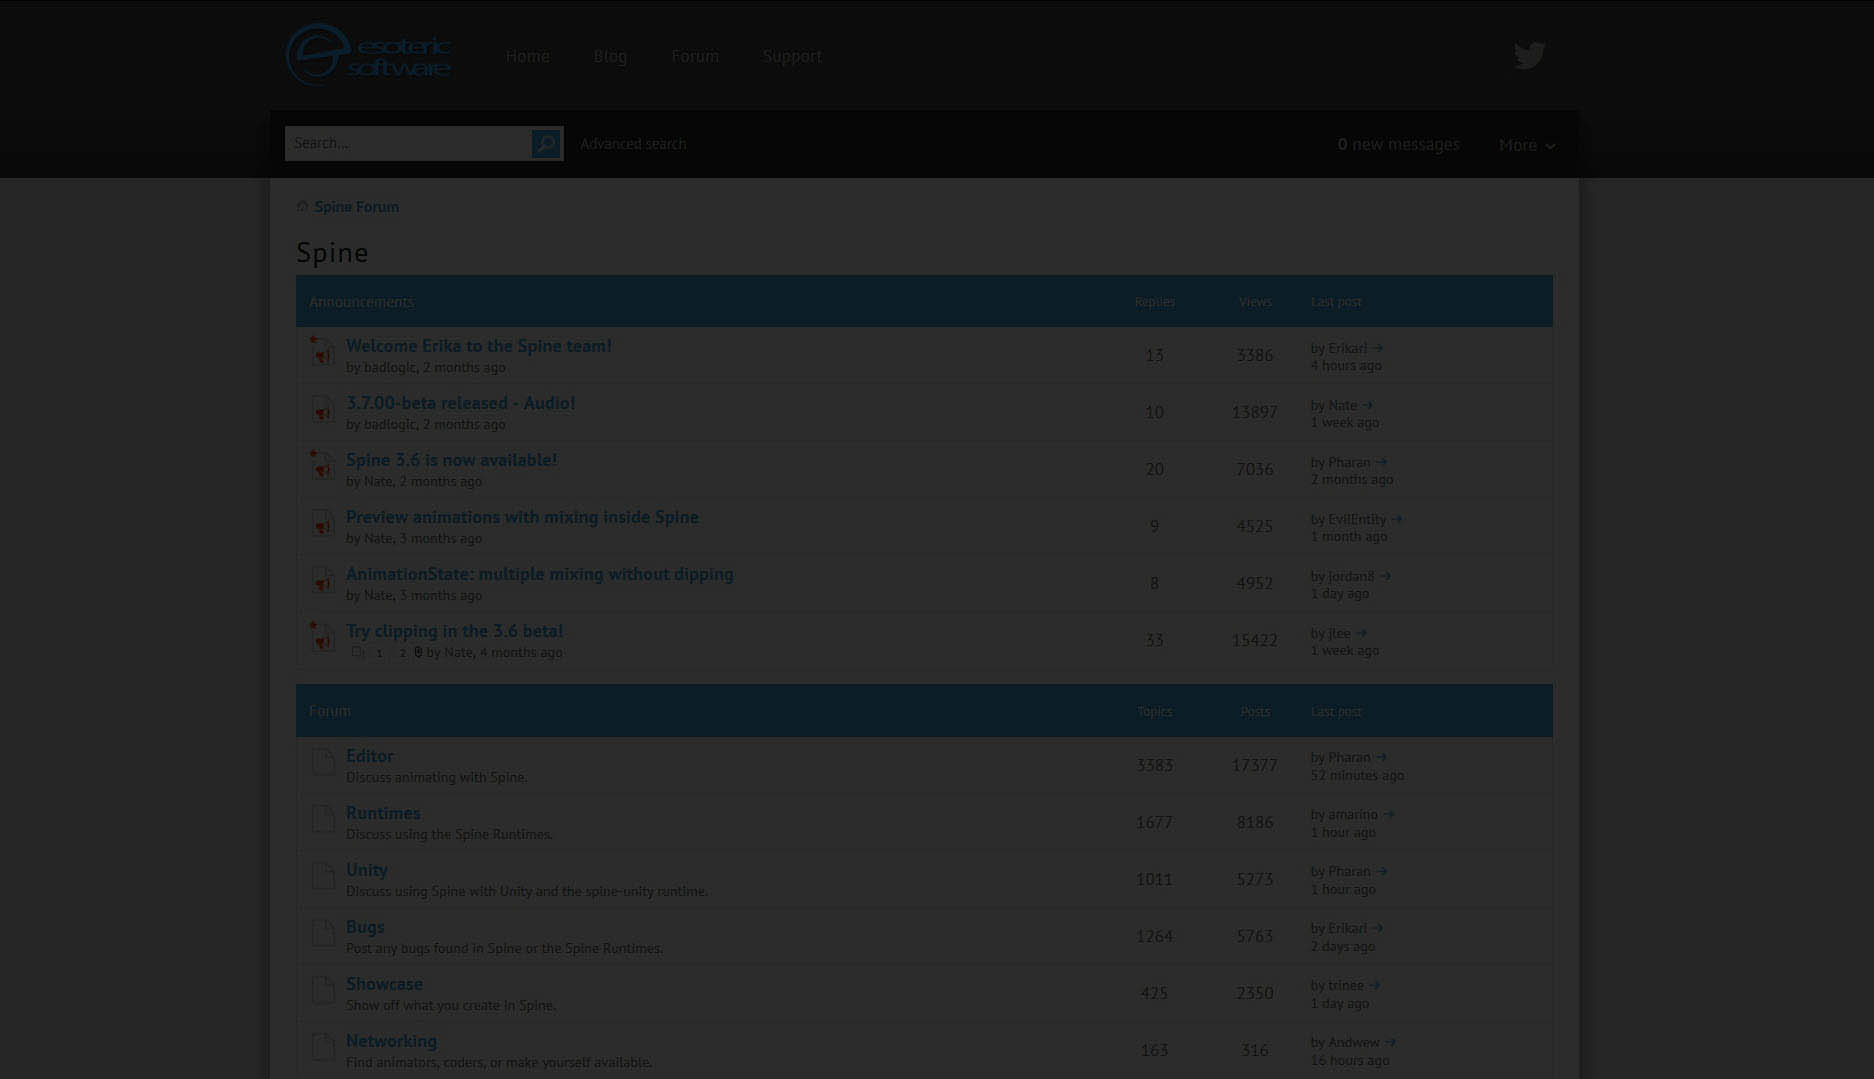 esoteric
software
Home Blog Forum Support
Search... Advanced search 0 new messages More
Spine Forum
Spine
Announcements Replies Views Last post
Welcome Erika to the Spine team!
by badlogic, 2 months ago
13 3386
by Erikari
4 hours ago
3.7.00-beta released - Audio!
by badlogic, 2 months ago
10 13897
by Nate
1 week ago
Spine 3.6 is now available!
by Nate, 2 months ago
20 7036
by Pharan
2 months ago
Preview animations with mixing inside Spine
by Nate, 3 months ago
9 4525
by EvilEntity
1 month ago
AnimationState: multiple mixing without dipping
by Nate, 3 months ago
8 4952
by jordan8
1 day ago
Try clipping in the 3.6 beta!
1 2 by Nate, 4 months ago
33 15422
by jlee
1 week ago
Forum Topics Posts Last post
Editor
Discuss animating with Spine.
3383 17377
by Pharan
52 minutes ago
Runtimes
Discuss using the Spine Runtimes.
1677 8186
by amarino
1 hour ago
Unity
Discuss using Spine with Unity and the spine-unity runtime.
1011 5273
by Pharan
1 hour ago
Bugs
Post any bugs found in Spine or the Spine Runtimes.
1264 5763
by Erikari
2 days ago
Showcase
Show off what you create in Spine.
425 2350
by trinee
1 day ago
Networking
Find animators, coders, or make yourself available.
163 316
by Andwew
16 hours ago